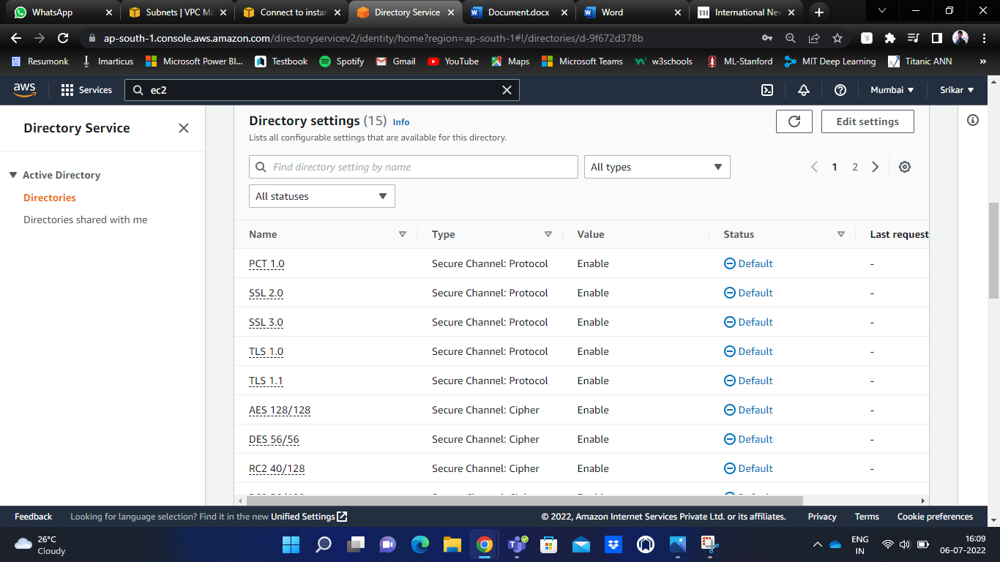 WhatsApp
Subnets | VPC Ma
Connect to instan
Directory Service
Document.docx
Word
TH International Nev
ap-south-1.console.aws.amazon.com/directoryservicev2/identity/home?region=ap-south-1#!/directories/d-9f672d378b
Resumonk
Imarticus
Microsoft Power BI...
Testbook
Spotify
Gmail
YouTube
Maps
Microsoft Teams
w3schools
ML-Stanford
MIT Deep Learning
Titanic ANN
»
aws
Services
ec2
Mumbai
Srikar
Directory Service
Active Directory
Directories
Directories shared with me
Directory settings (15) Info
Edit settings
Lists all configurable settings that are available for this directory.
Find directory setting by name
All types
1 2
All statuses
Name Type Value Status Last request
PCT 1.0 Secure Channel: Protocol Enable Default -
SSL 2.0 Secure Channel: Protocol Enable Default -
SSL 3.0 Secure Channel: Protocol Enable Default -
TLS 1.0 Secure Channel: Protocol Enable Default -
TLS 1.1 Secure Channel: Protocol Enable Default -
AES 128/128 Secure Channel: Cipher Enable Default -
DES 56/56 Secure Channel: Cipher Enable Default -
RC2 40/128 Secure Channel: Cipher Enable Default -
Feedback
Looking for language selection? Find it in the new Unified Settings
© 2022, Amazon Internet Services Private Ltd. or its affiliates.
Privacy
Terms
Cookie preferences
26°C
Cloudy
ENG
IN
16:09
06-07-2022